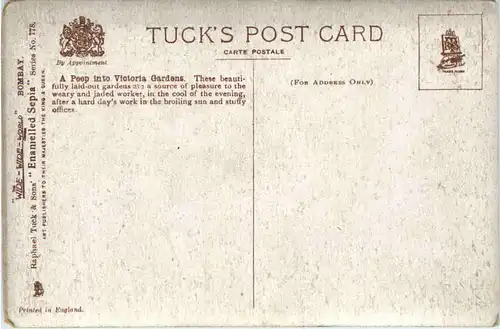 TUCK'S POST CARD
CARTE POSTALE
By Appointment
(FOR ADDRESS ONLY)
A Peep into Victoria Gardens. These beauti-
fully laid-out gardens are a source of pleasure to the
weary and jaded worker, in the cool of the evening,
after a hard day's work in the broiling sun and stuffy
offices.
"THE WIDE-WIDE-WORLD" BOMBAY.
Raphael Tuck & Sons' "Enamelled Sepia" Series No. 778.
ART PUBLISHERS TO THEIR MAJESTIES THE KING & QUEEN.
Printed in England.